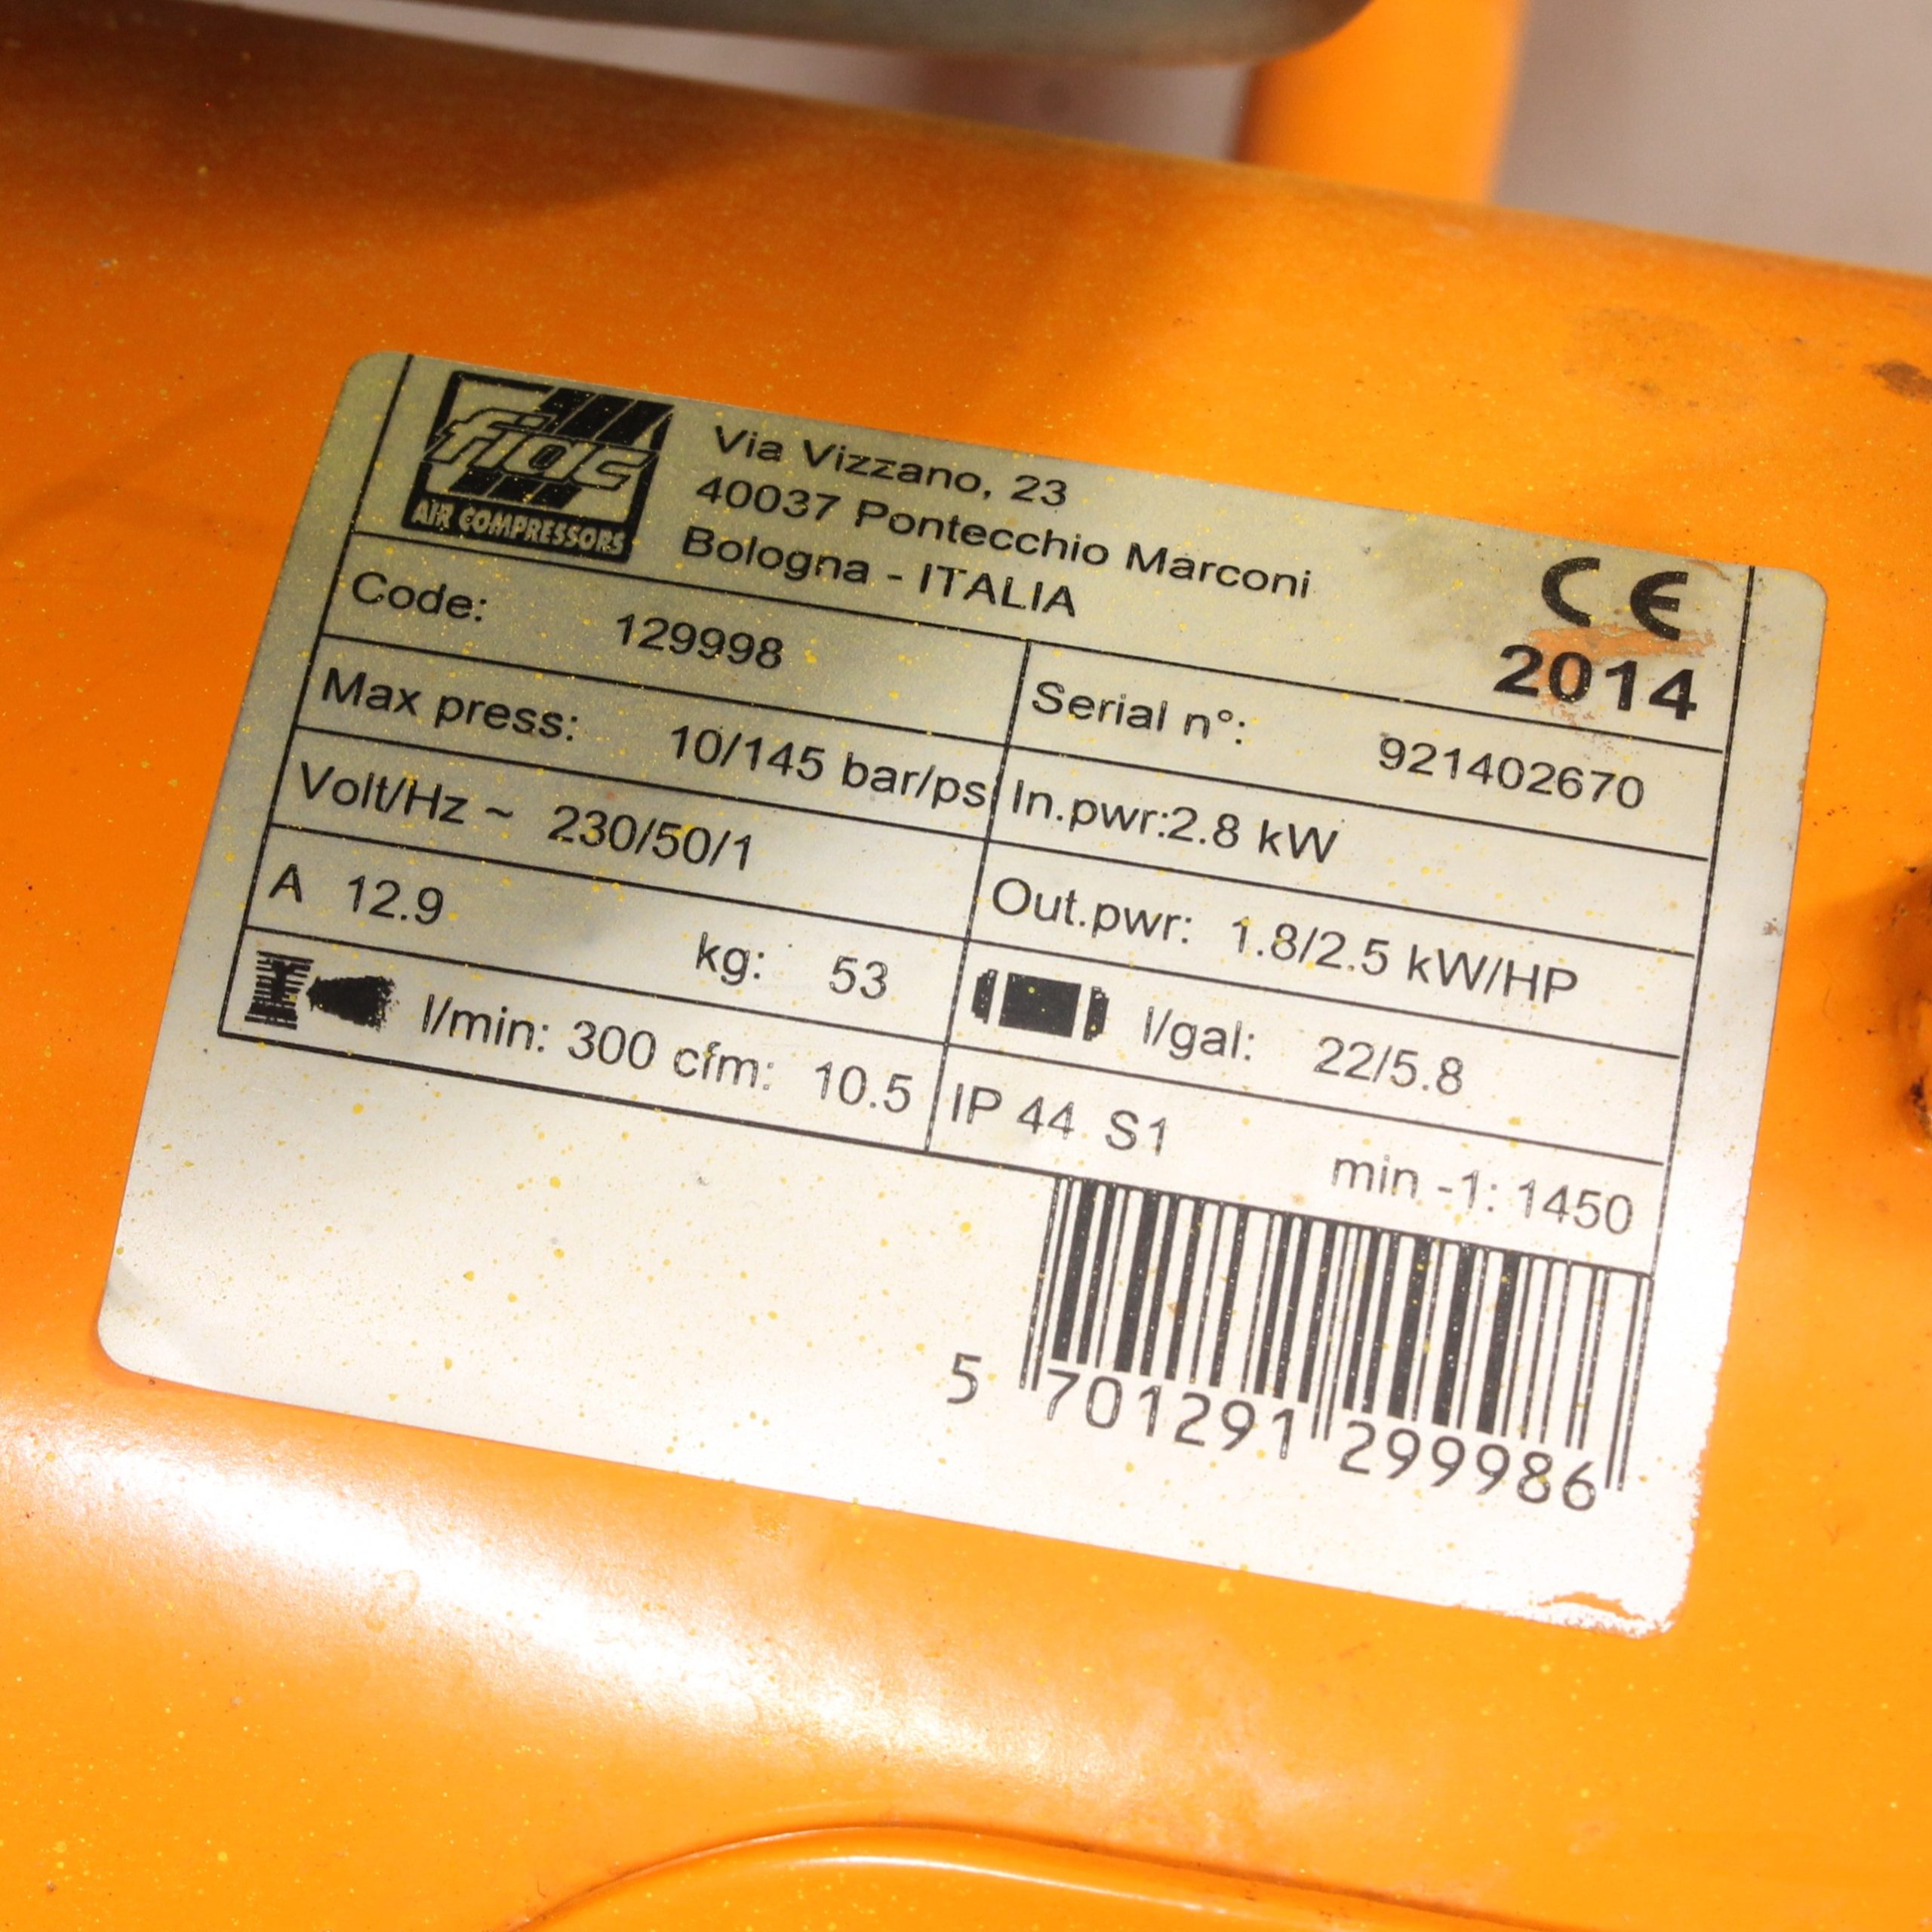 fiac
AIR COMPRESSORS
Via Vizzano, 23
40037 Pontecchio Marconi
Bologna - ITALIA
CE
2014
Code: 129998
Serial n°: 921402670
Max press: 10/145 bar/psi
In.pwr:2.8 kW
Volt/Hz ~ 230/50/1
Out.pwr: 1.8/2.5 kW/HP
A 12.9 kg: 53
l/gal: 22/5.8
l/min: 300 cfm: 10.5
IP 44 S1 min -1: 1450
5 701291 299986